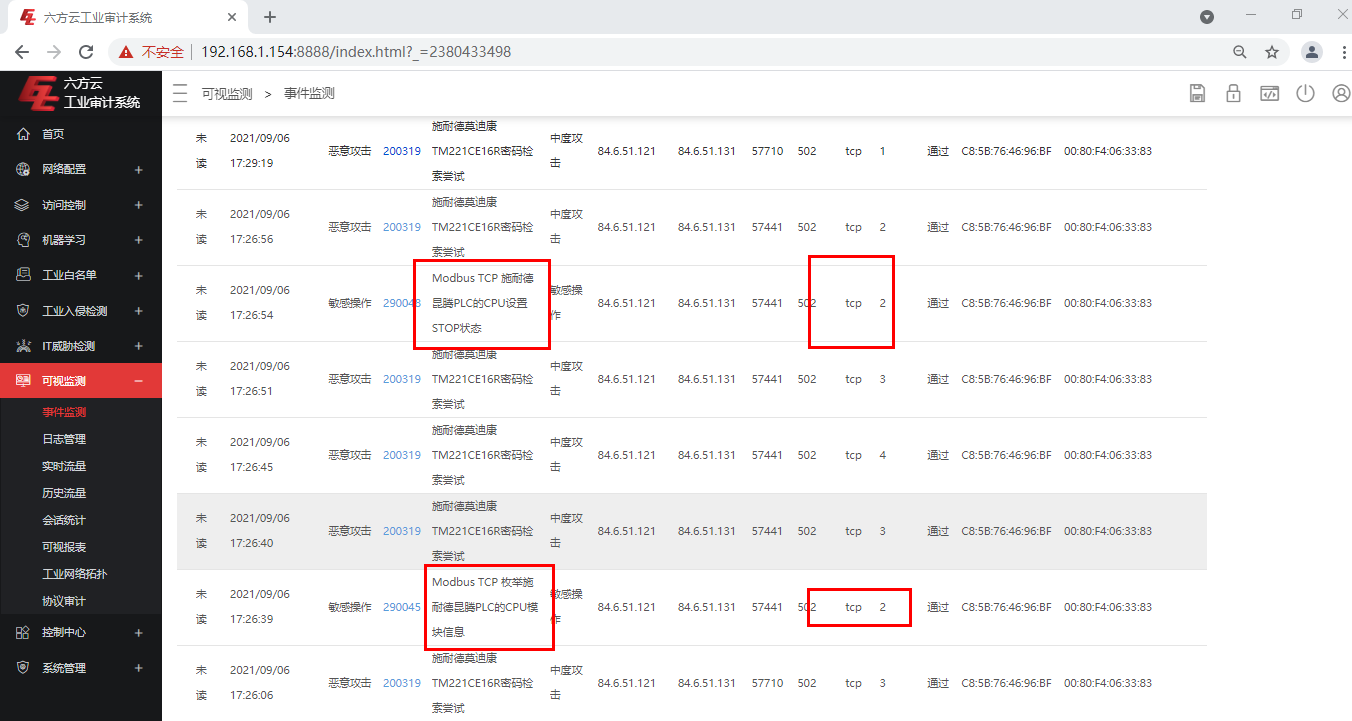 六方云工业审计系统
不安全 192.168.1.154:8888/index.html?_=2380433498
六方云
工业审计系统
可视监测 > 事件监测
首页
网络配置 +
访问控制 +
机器学习 +
工业白名单 +
工业入侵检测 +
IT威胁检测 +
可视监测 −
事件监测
日志管理
实时流量
历史流量
会话统计
可视报表
工业网络拓扑
协议审计
控制中心 +
系统管理 +
未读 2021/09/06 17:29:19 恶意攻击 200319 施耐德莫迪康TM221CE16R密码检索尝试 中度攻击 84.6.51.121 84.6.51.131 57710 502 tcp 1 通过 C8:5B:76:46:96:BF 00:80:F4:06:33:83
未读 2021/09/06 17:26:56 恶意攻击 200319 施耐德莫迪康TM221CE16R密码检索尝试 中度攻击 84.6.51.121 84.6.51.131 57441 502 tcp 2 通过 C8:5B:76:46:96:BF 00:80:F4:06:33:83
未读 2021/09/06 17:26:54 敏感操作 290048 Modbus TCP 施耐德昆腾PLC的CPU设置STOP状态 敏感操作 84.6.51.121 84.6.51.131 57441 502 tcp 2 通过 C8:5B:76:46:96:BF 00:80:F4:06:33:83
未读 2021/09/06 17:26:51 恶意攻击 200319 施耐德莫迪康TM221CE16R密码检索尝试 中度攻击 84.6.51.121 84.6.51.131 57441 502 tcp 3 通过 C8:5B:76:46:96:BF 00:80:F4:06:33:83
未读 2021/09/06 17:26:45 恶意攻击 200319 施耐德莫迪康TM221CE16R密码检索尝试 中度攻击 84.6.51.121 84.6.51.131 57441 502 tcp 4 通过 C8:5B:76:46:96:BF 00:80:F4:06:33:83
未读 2021/09/06 17:26:40 恶意攻击 200319 施耐德莫迪康TM221CE16R密码检索尝试 中度攻击 84.6.51.121 84.6.51.131 57441 502 tcp 3 通过 C8:5B:76:46:96:BF 00:80:F4:06:33:83
未读 2021/09/06 17:26:39 敏感操作 290045 Modbus TCP 枚举施耐德昆腾PLC的CPU模块信息 敏感操作 84.6.51.121 84.6.51.131 57441 502 tcp 2 通过 C8:5B:76:46:96:BF 00:80:F4:06:33:83
未读 2021/09/06 17:26:06 恶意攻击 200319 施耐德莫迪康TM221CE16R密码检索尝试 中度攻击 84.6.51.121 84.6.51.131 57710 502 tcp 3 通过 C8:5B:76:46:96:BF 00:80:F4:06:33:83